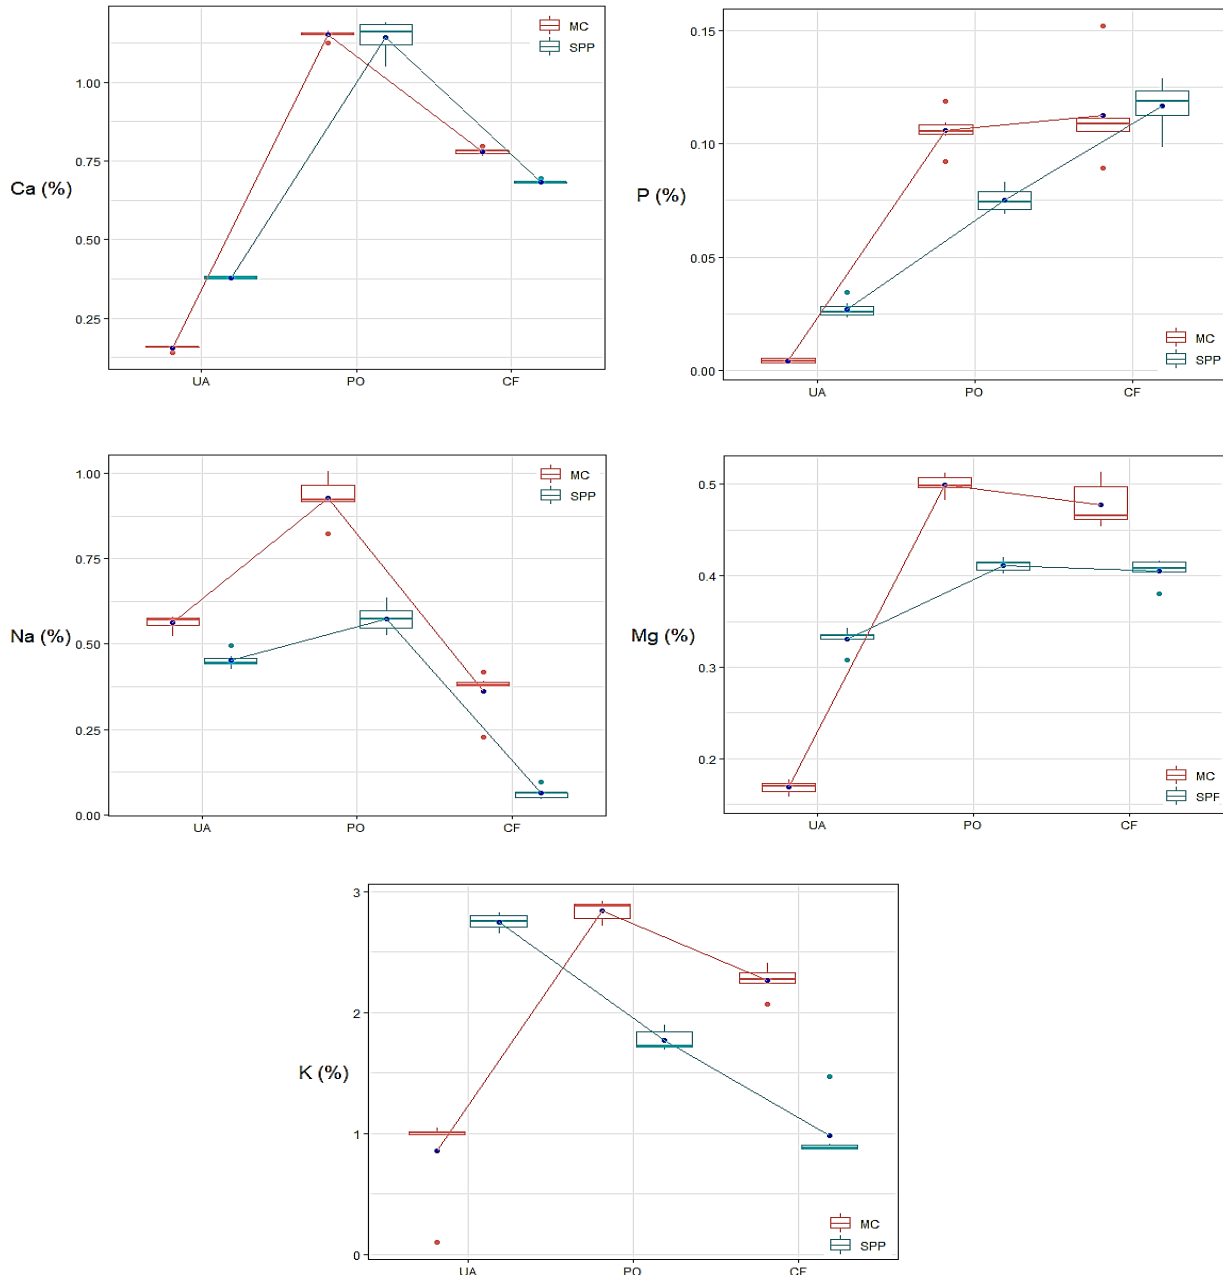 MC
SPP
1.00
0.75
Ca (%)
0.50
0.25
UA PO CF
0.15
0.10
P (%)
0.05
MC
SPP
0.00
UA PO CF
1.00
MC
SPP
0.75
Na (%)
0.50
0.25
0.00
UA PO CF
0.5
0.4
Mg (%)
0.3
0.2
MC
SPF
UA PO CF
3
2
K (%)
1
MC
SPP
0
UA PO CF